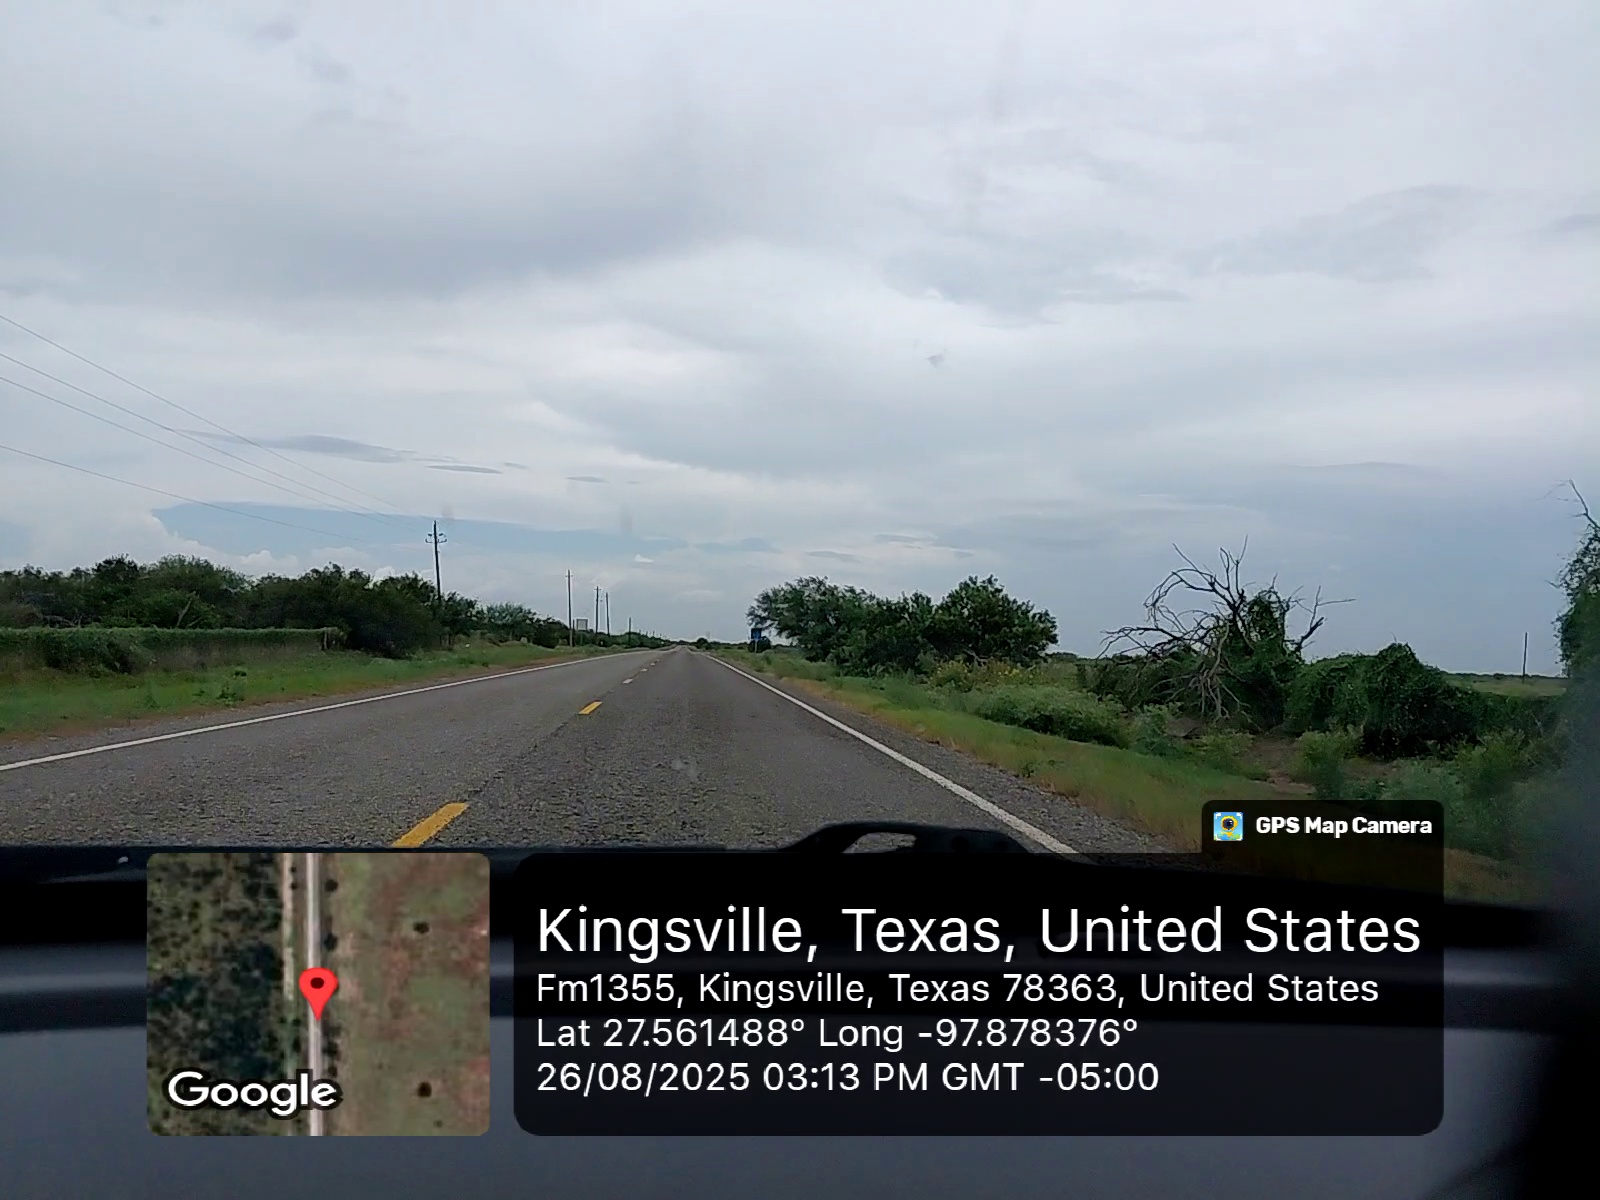 GPS Map Camera
Kingsville, Texas, United States
Fm1355, Kingsville, Texas 78363, United States
Lat 27.561488° Long -97.878376°
26/08/2025 03:13 PM GMT -05:00
Google